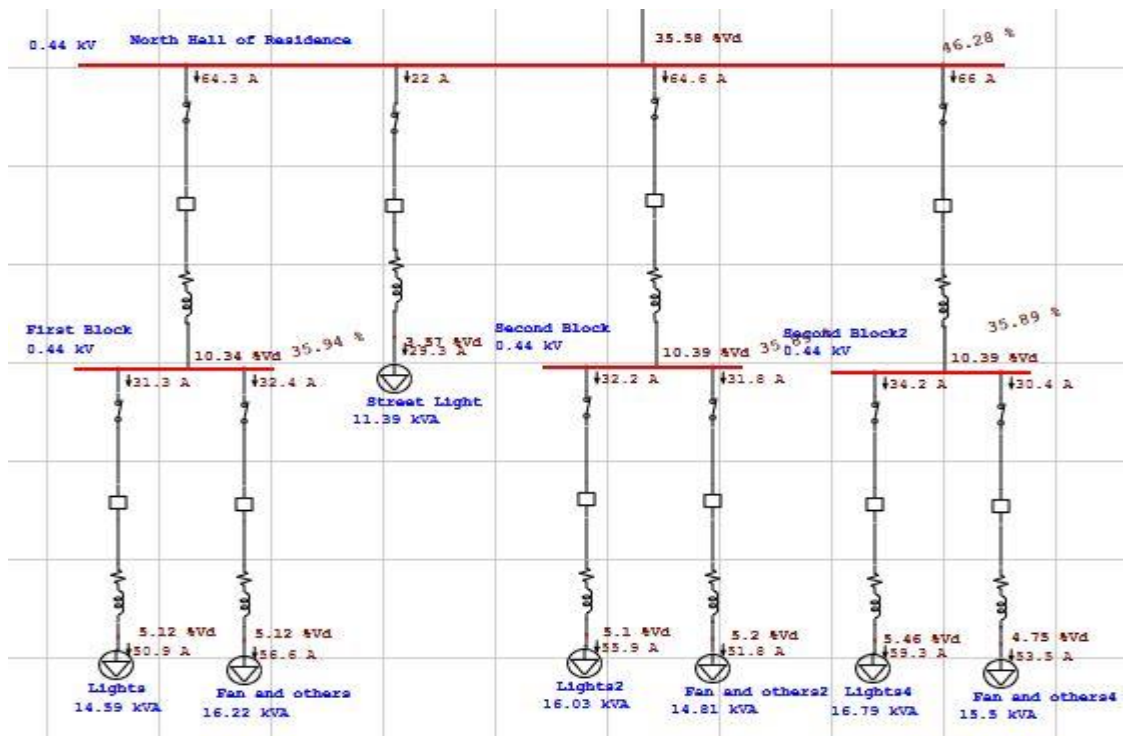 0.44 kV
North Hall of Residence
35.58 %Vd
46.28 %
64.3 A
22 A
64.6 A
66 A
First Block
0.44 kV
10.34 %Vd
35.94 %
3.57 %Vd
29.3 A
Street Light
11.39 kVA
Second Block
0.44 kV
10.39 %Vd
Second Block2
0.44 kV
35.89 %
10.39 %Vd
31.3 A
32.4 A
32.2 A
31.8 A
34.2 A
30.4 A
5.12 %Vd
50.9 A
Lights
14.59 kVA
5.12 %Vd
56.6 A
Fan and others
16.22 kVA
5.1 %Vd
55.9 A
Lights2
16.03 kVA
5.2 %Vd
51.8 A
Fan and others2
14.81 kVA
5.46 %Vd
59.3 A
Lights4
16.79 kVA
4.75 %Vd
53.5 A
Fan and others4
15.5 kVA